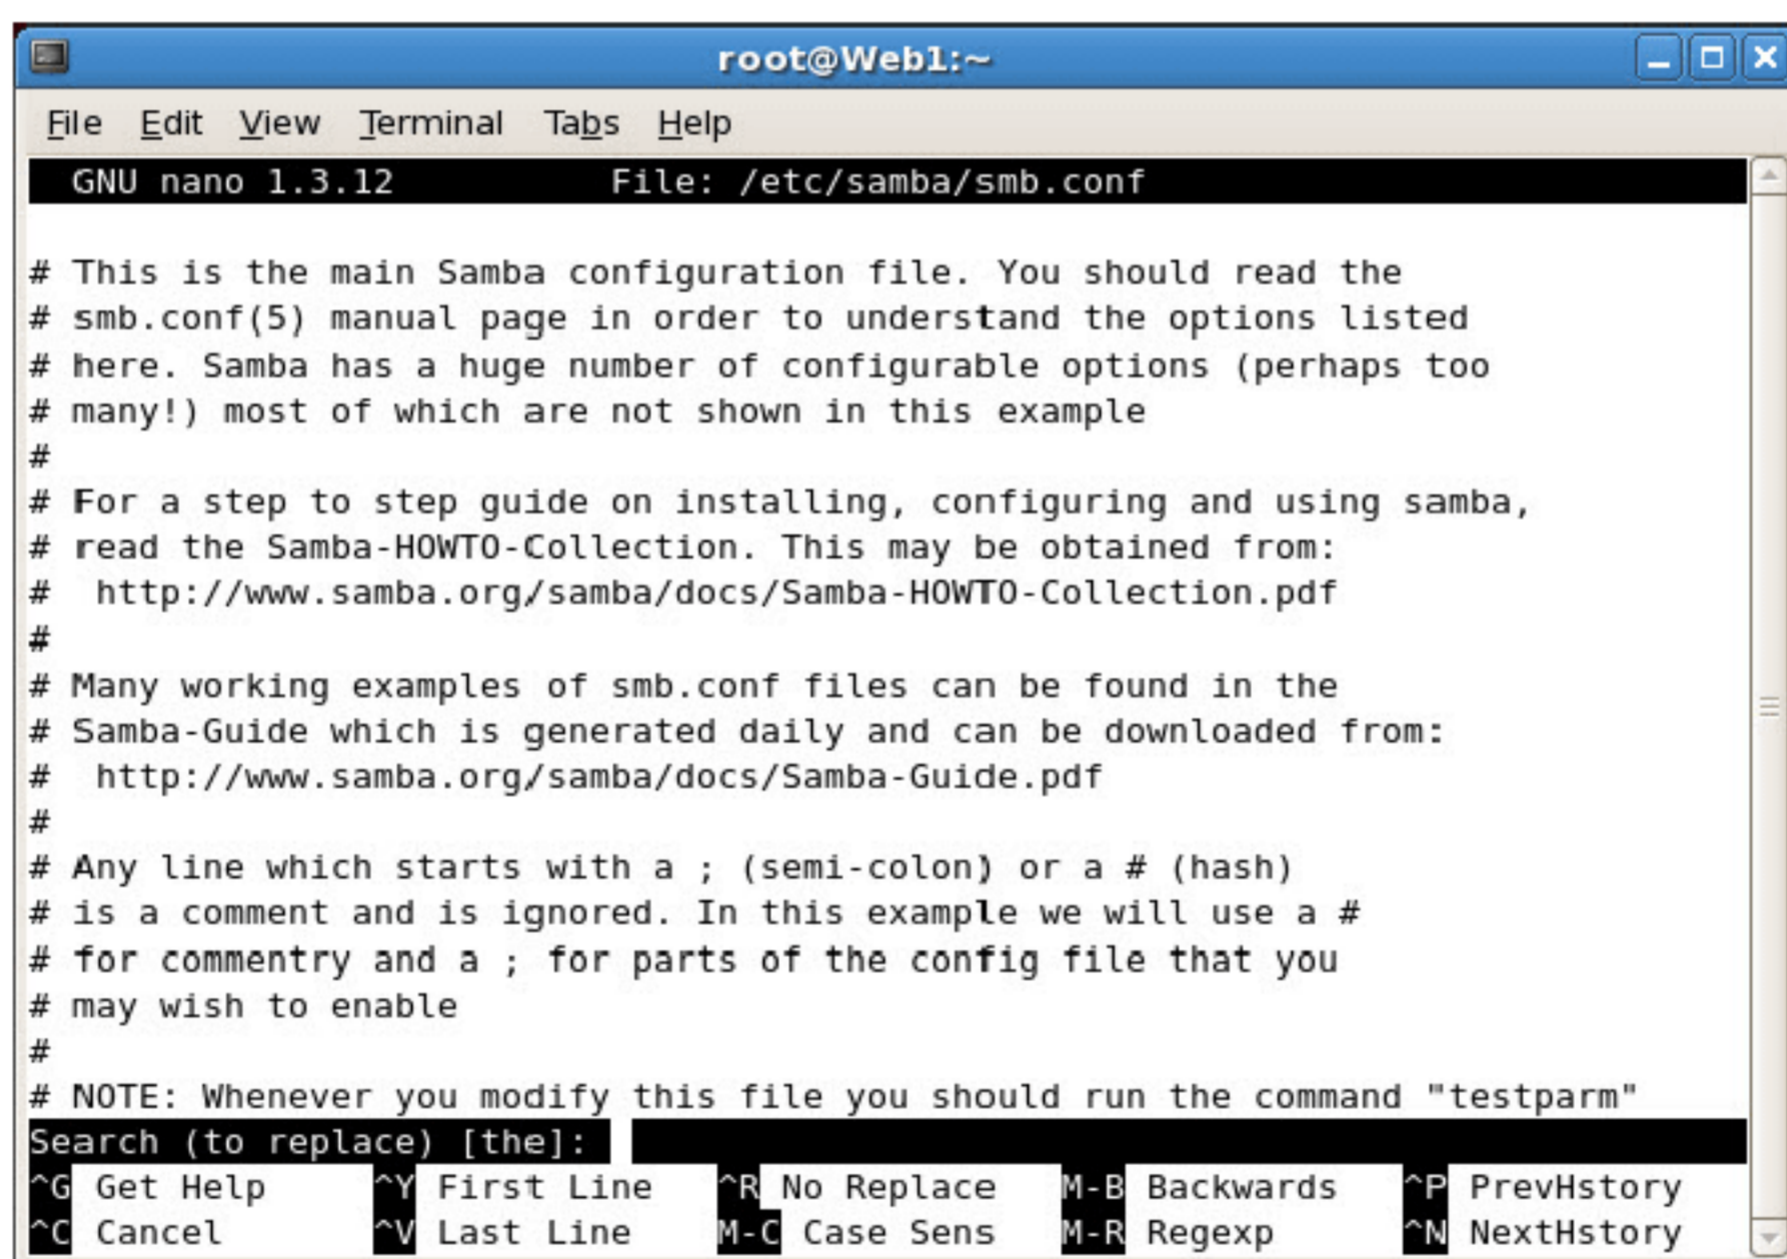 root@Web1:~
File Edit View Terminal Tabs Help
GNU nano 1.3.12 File: /etc/samba/smb.conf
# This is the main Samba configuration file. You should read the
# smb.conf(5) manual page in order to understand the options listed
# here. Samba has a huge number of configurable options (perhaps too
# many!) most of which are not shown in this example
#
# For a step to step guide on installing, configuring and using samba,
# read the Samba-HOWTO-Collection. This may be obtained from:
#  http://www.samba.org/samba/docs/Samba-HOWTO-Collection.pdf
#
# Many working examples of smb.conf files can be found in the
# Samba-Guide which is generated daily and can be downloaded from:
#  http://www.samba.org/samba/docs/Samba-Guide.pdf
#
# Any line which starts with a ; (semi-colon) or a # (hash)
# is a comment and is ignored. In this example we will use a #
# for commentry and a ; for parts of the config file that you
# may wish to enable
#
# NOTE: Whenever you modify this file you should run the command "testparm"
Search (to replace) [the]:
^G Get Help ^Y First Line ^R No Replace M-B Backwards ^P PrevHstory
^C Cancel ^V Last Line M-C Case Sens M-R Regexp ^N NextHstory